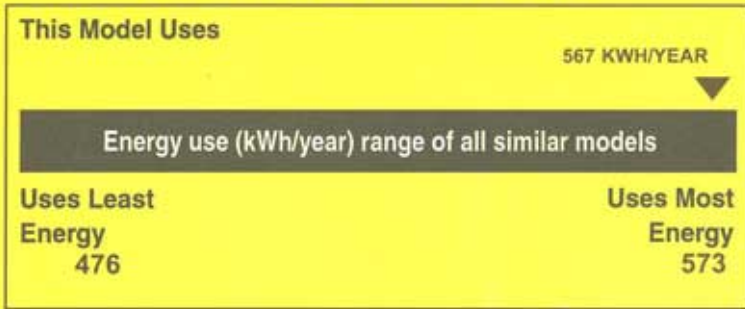 This Model Uses
567 KWH/YEAR
Energy use (kWh/year) range of all similar models
Uses Least
Energy
476
Uses Most
Energy
573